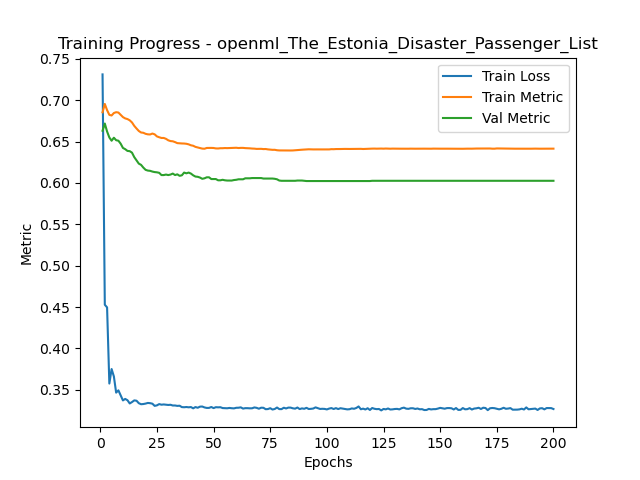 Training Progress - openml_The_Estonia_Disaster_Passenger_List
Train Loss
Train Metric
Val Metric
Metric
0.75
0.70
0.65
0.60
0.55
0.50
0.45
0.40
0.35
0 25 50 75 100 125 150 175 200
Epochs